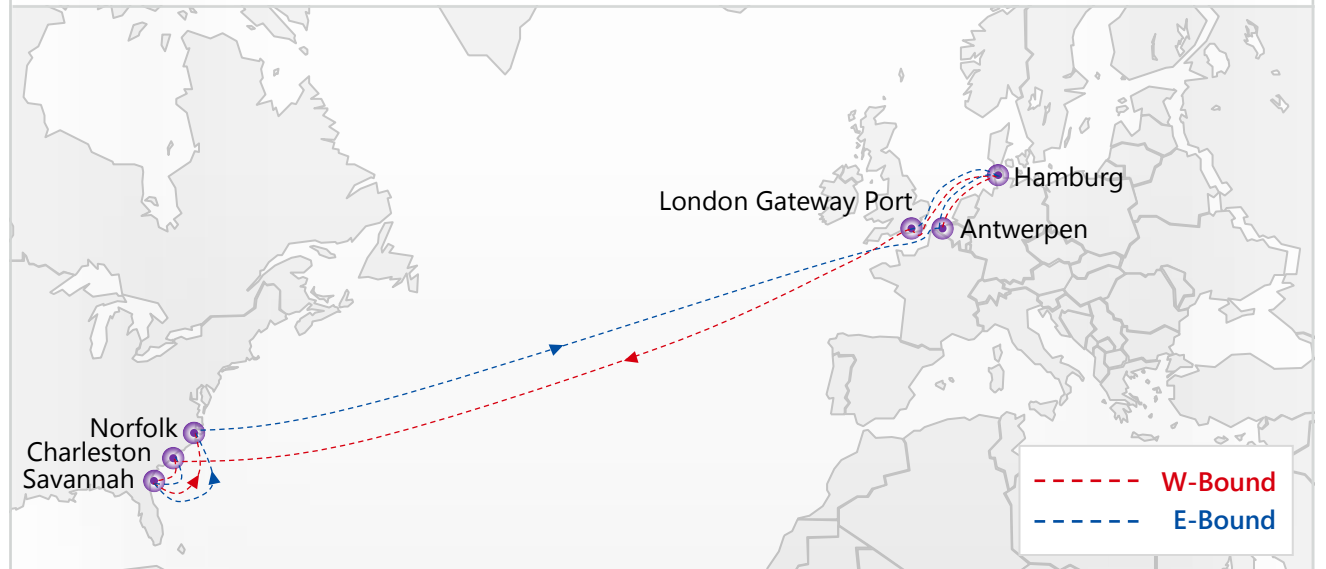 Hamburg
London Gateway Port
Antwerpen
Norfolk
Charleston
Savannah
W-Bound
E-Bound